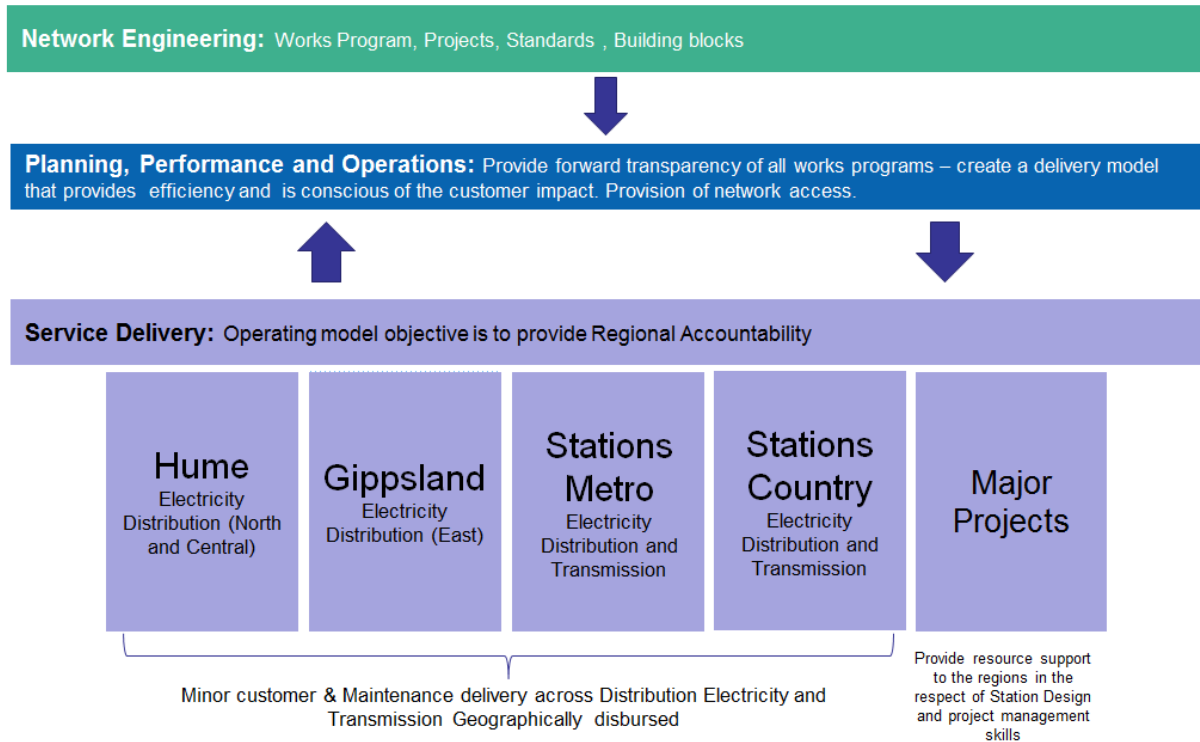 Network Engineering: Works Program, Projects, Standards , Building blocks
Planning, Performance and Operations: Provide forward transparency of all works programs – create a delivery model
that provides efficiency and is conscious of the customer impact. Provision of network access.
Service Delivery: Operating model objective is to provide Regional Accountability
Hume
Electricity
Distribution (North
and Central)
Gippsland
Electricity
Distribution (East)
Stations
Metro
Electricity
Distribution and
Transmission
Stations
Country
Electricity
Distribution and
Transmission
Major
Projects
Minor customer & Maintenance delivery across Distribution Electricity and
Transmission Geographically disbursed
Provide resource support
to the regions in the
respect of Station Design
and project management
skills